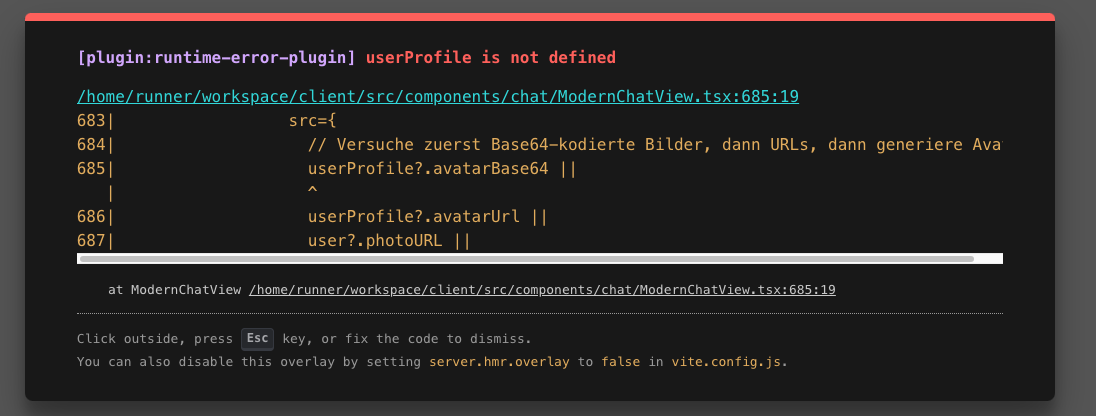 [plugin:runtime-error-plugin] userProfile is not defined
/home/runner/workspace/client/src/components/chat/ModernChatView.tsx:685:19
683|                  src={
684|                    // Versuche zuerst Base64-kodierte Bilder, dann URLs, dann generiere Ava
685|                    userProfile?.avatarBase64 ||
   |                    ^
686|                    userProfile?.avatarUrl ||
687|                    user?.photoURL ||
at ModernChatView /home/runner/workspace/client/src/components/chat/ModernChatView.tsx:685:19
Click outside, press Esc key, or fix the code to dismiss.
You can also disable this overlay by setting server.hmr.overlay to false in vite.config.js.